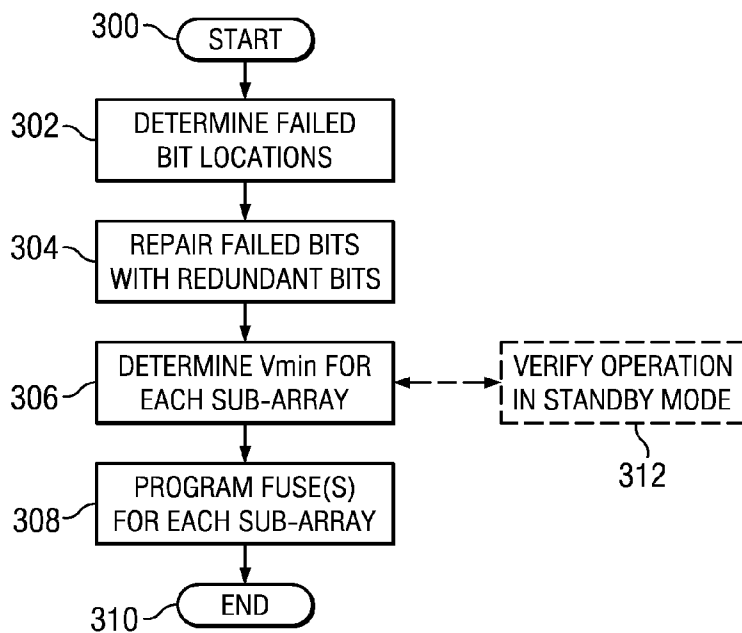 300
START
302
DETERMINE FAILED
BIT LOCATIONS
304
REPAIR FAILED BITS
WITH REDUNDANT BITS
306
DETERMINE Vmin FOR
EACH SUB-ARRAY
VERIFY OPERATION
IN STANDBY MODE
312
308
PROGRAM FUSE(S)
FOR EACH SUB-ARRAY
310
END